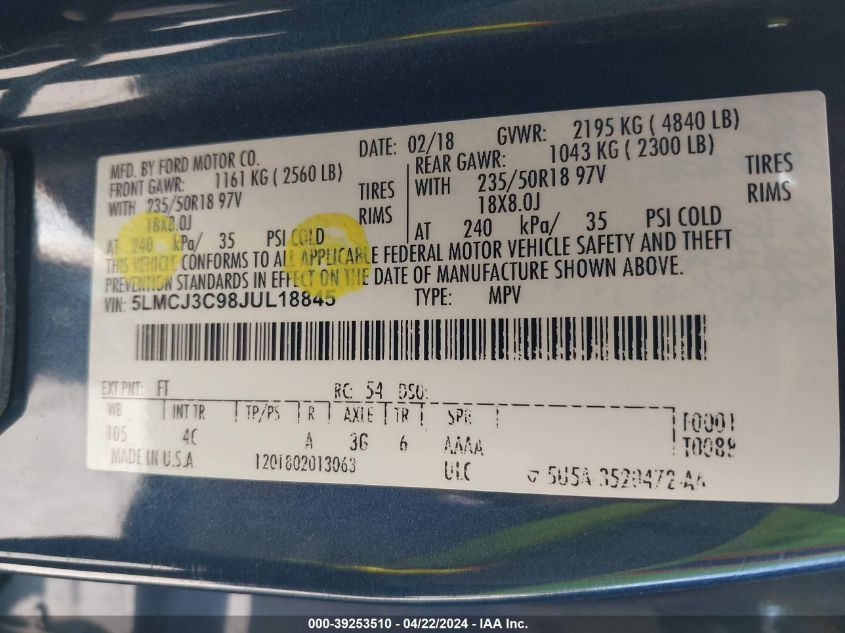 MFD. BY FORD MOTOR CO. DATE: 02/18 GVWR: 2195 KG ( 4840 LB)
FRONT GAWR: 1161 KG ( 2560 LB) REAR GAWR: 1043 KG ( 2300 LB)
WITH 235/50R18 97V TIRES WITH 235/50R18 97V TIRES
18X8.0J RIMS 18X8.0J RIMS
AT 240 kPa/ 35 PSI COLD AT 240 kPa/ 35 PSI COLD
THIS VEHICLE CONFORMS TO ALL APPLICABLE FEDERAL MOTOR VEHICLE SAFETY AND THEFT
PREVENTION STANDARDS IN EFFECT ON THE DATE OF MANUFACTURE SHOWN ABOVE.
VIN: 5LMCJ3C98JUL18845 TYPE: MPV
EXT PNT: FT RC: 54 DSO:
WB INT TR TP/PS R AXLE TR SPR
105 4C A 3G 6 AAAA
F0001
T0089
MADE IN U.S.A. 1201802013063 ULC 5U5A-3520472-AA
000-39253510 - 04/22/2024 - IAA Inc.